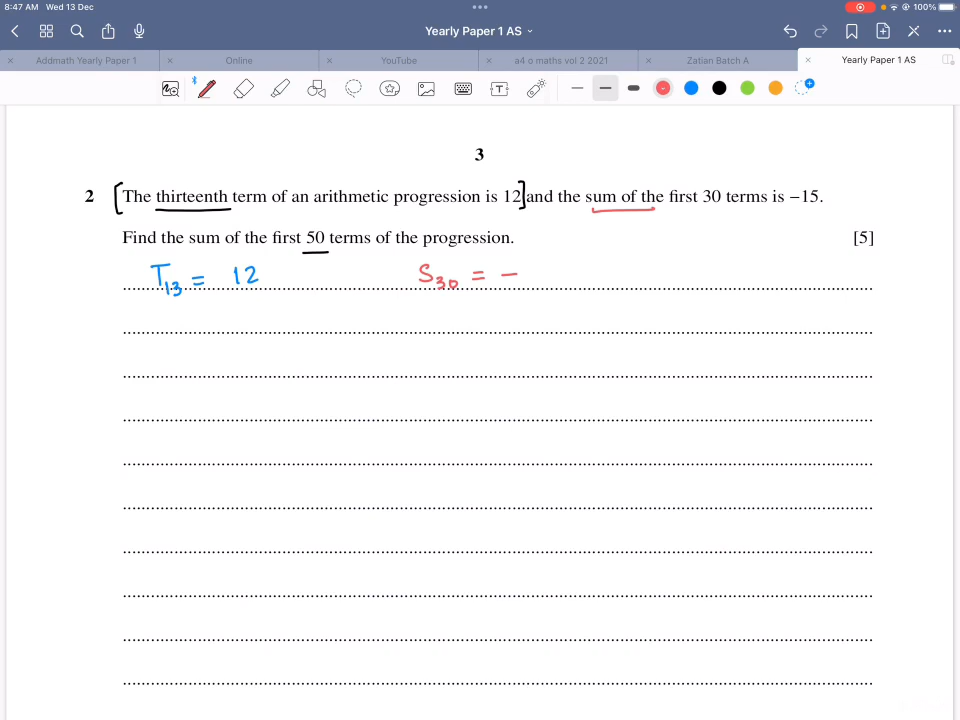 8:47 AM Wed 13 Dec 100%
Yearly Paper 1 AS
Addmath Yearly Paper 1 Online YouTube a4 o maths vol 2 2021 Zatian Batch A Yearly Paper 1 AS
3
2 [The thirteenth term of an arithmetic progression is 12] and the sum of the first 30 terms is −15.
Find the sum of the first 50 terms of the progression. [5]
T13 = 12 S30 = −